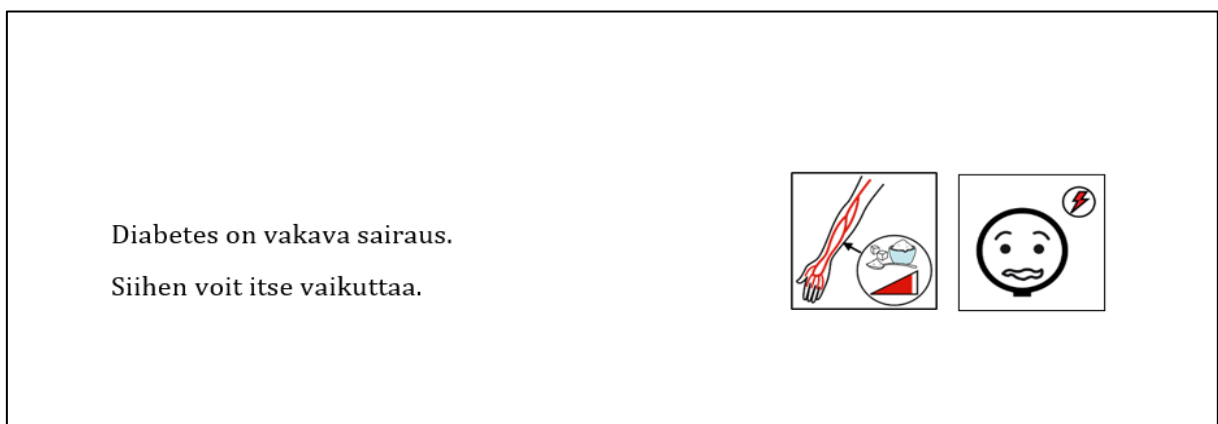 Diabetes on vakava sairaus.
Siihen voit itse vaikuttaa.